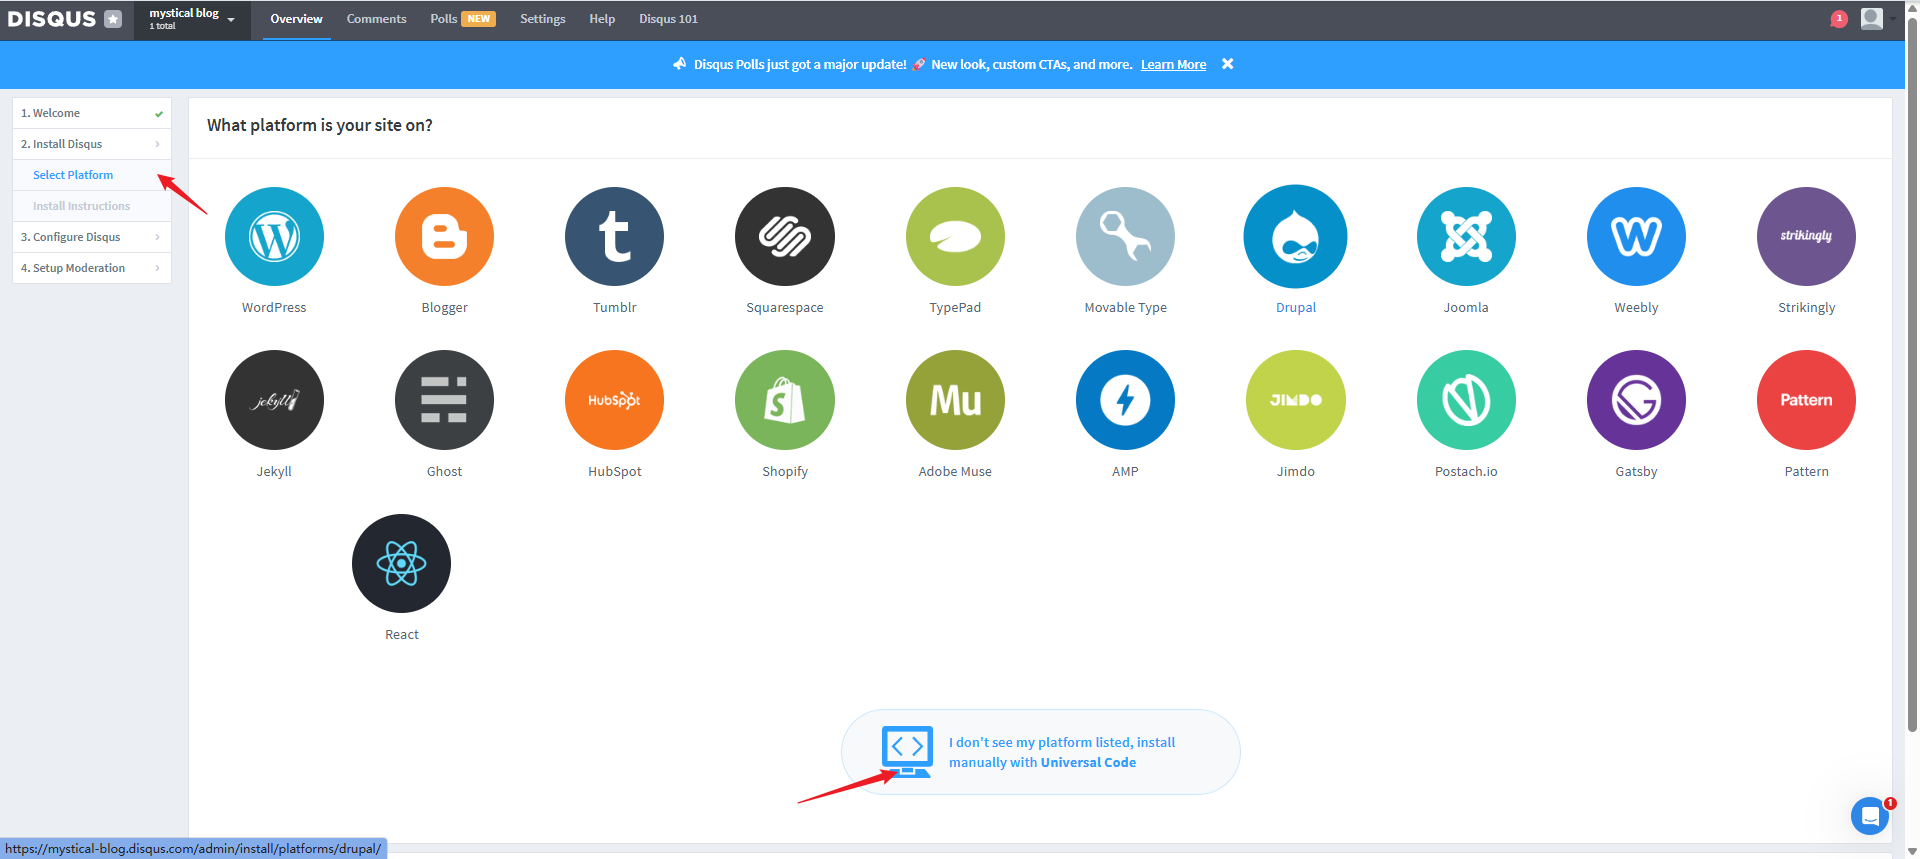 DISQUS
mystical blog
1 total
Overview
Comments
Polls NEW
Settings
Help
Disqus 101
1
Disqus Polls just got a major update! 🚀 New look, custom CTAs, and more. Learn More
1. Welcome
2. Install Disqus
Select Platform
Install Instructions
3. Configure Disqus
4. Setup Moderation
What platform is your site on?
strikingly
WordPress
Blogger
Tumblr
Squarespace
TypePad
Movable Type
Drupal
Joomla
Weebly
Strikingly
jekyll
HubSpot
Mu
JIMDO
Pattern
Jekyll
Ghost
HubSpot
Shopify
Adobe Muse
AMP
Jimdo
Postach.io
Gatsby
Pattern
React
I don't see my platform listed, install
manually with Universal Code
1
https://mystical-blog.disqus.com/admin/install/platforms/drupal/